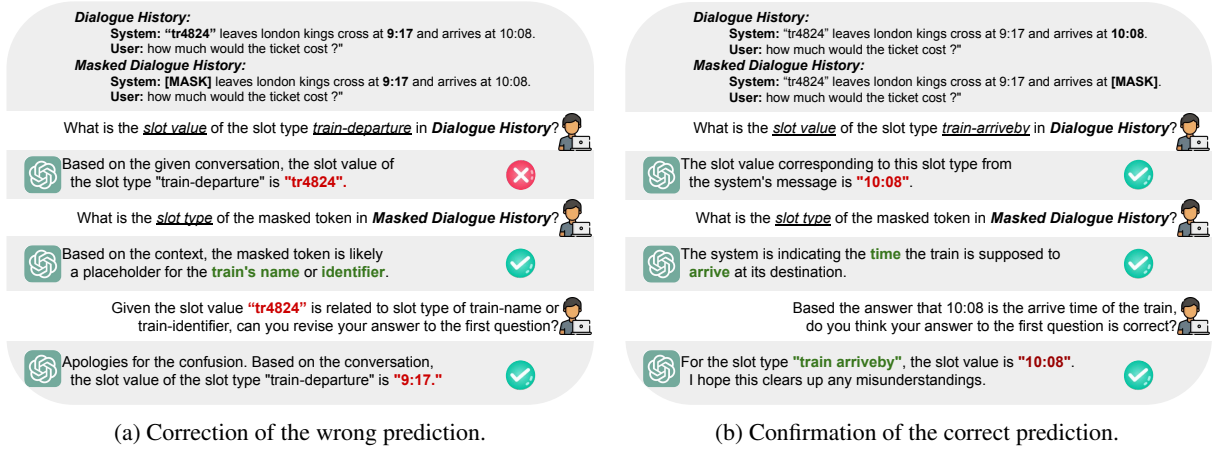 Dialogue History:
System: “tr4824” leaves london kings cross at 9:17 and arrives at 10:08.
User: how much would the ticket cost ?"
Masked Dialogue History:
System: [MASK] leaves london kings cross at 9:17 and arrives at 10:08.
User: how much would the ticket cost ?"
What is the slot value of the slot type train-departure in Dialogue History?
Based on the given conversation, the slot value of
the slot type "train-departure" is "tr4824".
What is the slot type of the masked token in Masked Dialogue History?
Based on the context, the masked token is likely
a placeholder for the train's name or identifier.
Given the slot value “tr4824” is related to slot type of train-name or
train-identifier, can you revise your answer to the first question?
Apologies for the confusion. Based on the conversation,
the slot value of the slot type "train-departure" is "9:17."
(a) Correction of the wrong prediction.
Dialogue History:
System: “tr4824” leaves london kings cross at 9:17 and arrives at 10:08.
User: how much would the ticket cost ?"
Masked Dialogue History:
System: “tr4824” leaves london kings cross at 9:17 and arrives at [MASK].
User: how much would the ticket cost ?"
What is the slot value of the slot type train-arriveby in Dialogue History?
The slot value corresponding to this slot type from
the system's message is "10:08".
What is the slot type of the masked token in Masked Dialogue History?
The system is indicating the time the train is supposed to
arrive at its destination.
Based the answer that 10:08 is the arrive time of the train,
do you think your answer to the first question is correct?
For the slot type "train arriveby", the slot value is "10:08".
I hope this clears up any misunderstandings.
(b) Confirmation of the correct prediction.